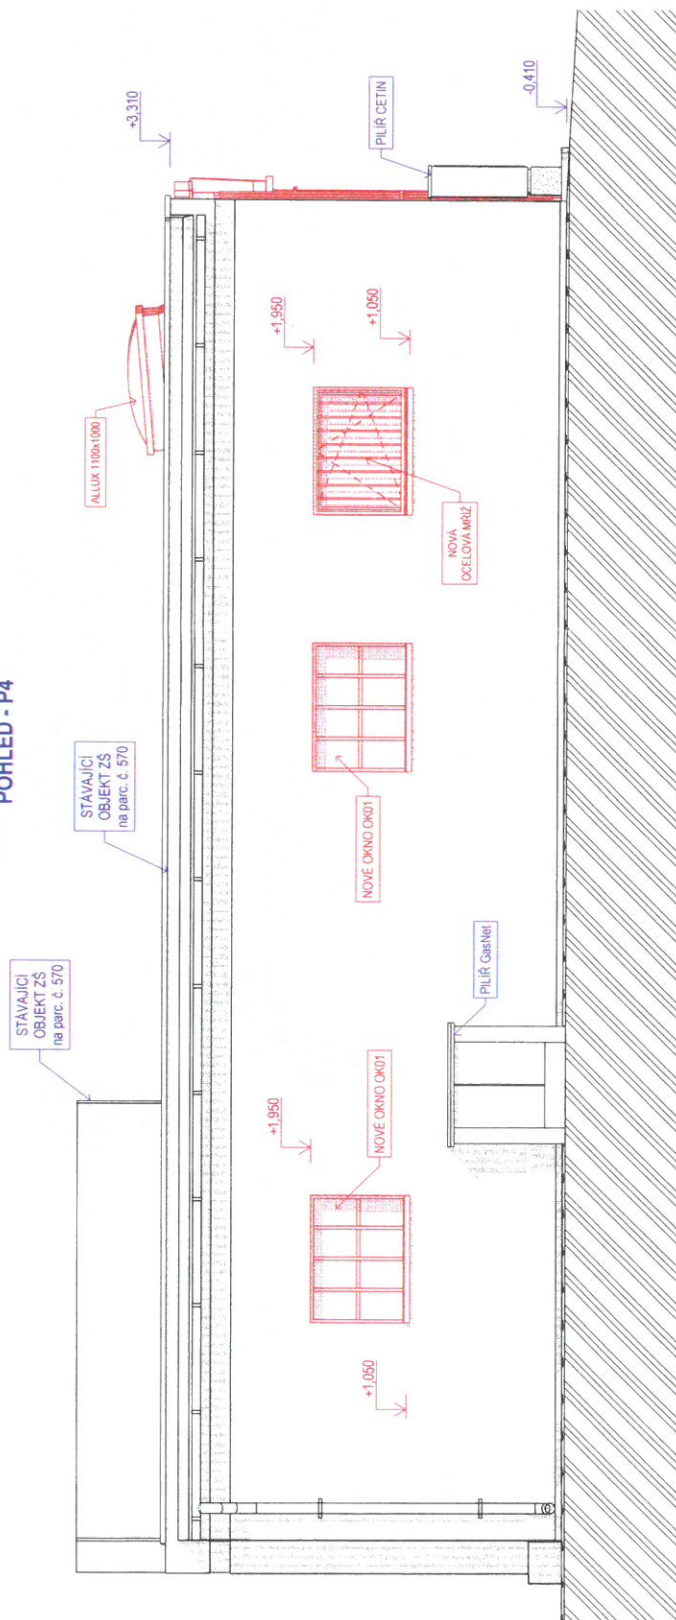 POHLED - P4
STÁVAJÍCÍ
OBJEKT ZŠ
na parc. č. 570
STÁVAJÍCÍ
OBJEKT ZŠ
na parc. č. 570
ALLUX 1100x1000
+3,310
+1,050
+1,950
NOVÉ OKNO OK01
PILÍŘ GasNet
NOVÉ OKNO OK01
NOVÁ
OCELOVÁ MŘÍŽ
+1,950
+1,050
PILÍŘ CETIN
-0,410